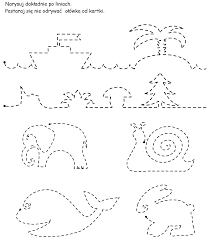 Narysuj dokładnie po liniach.
Postaraj się nie odrywać ołówka od kartki.